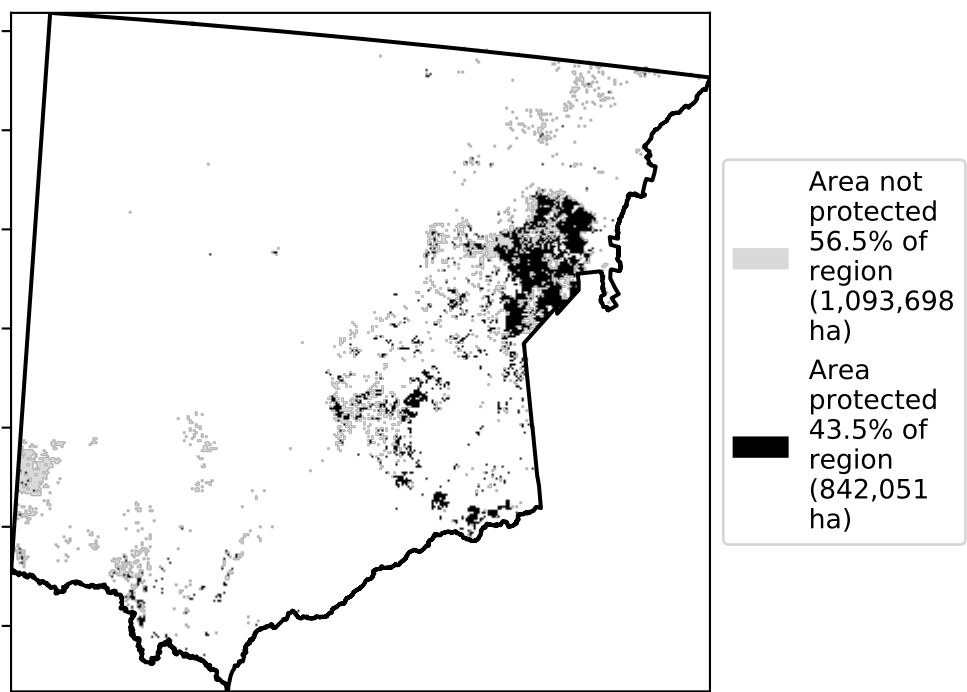 Area not
protected
56.5% of
region
(1,093,698
ha)
Area
protected
43.5% of
region
(842,051
ha)